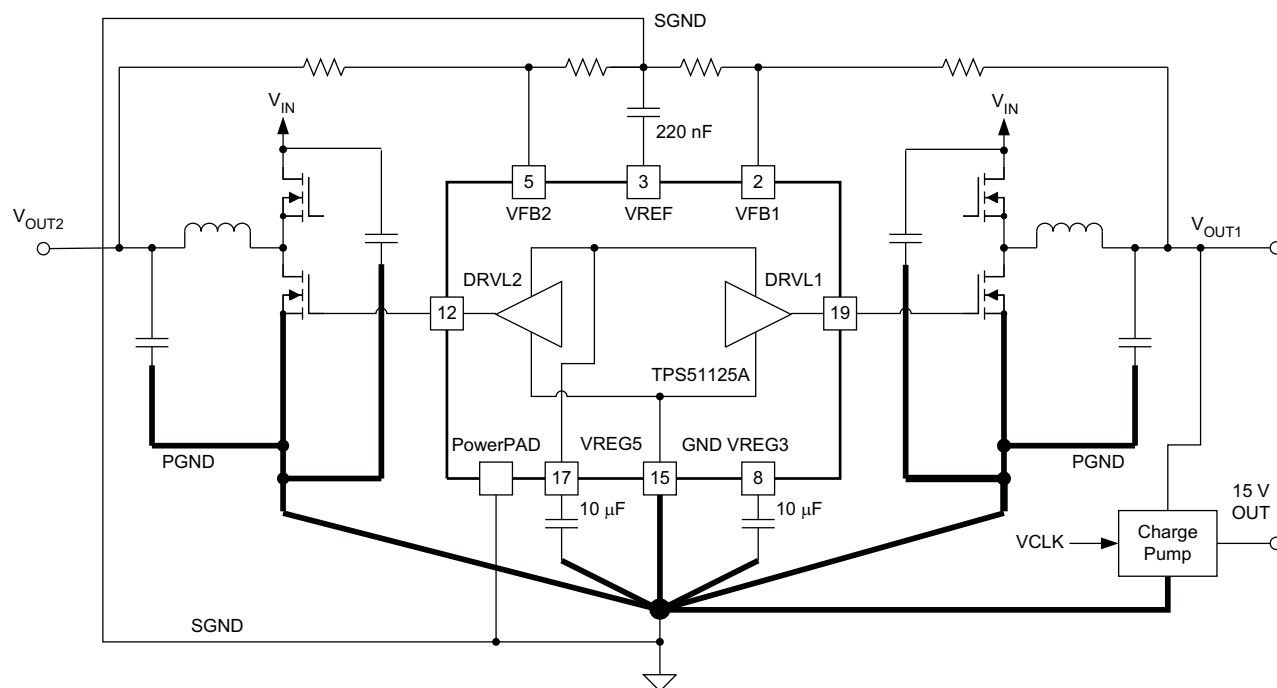 SGND
V_IN
V_IN
220 nF
5
3
2
VFB2
VREF
VFB1
V_OUT2
V_OUT1
DRVL2
DRVL1
12
19
TPS51125A
PowerPAD
VREG5
GND VREG3
PGND
PGND
17
15
8
10 μF
10 μF
15 V
OUT
VCLK
Charge
Pump
SGND